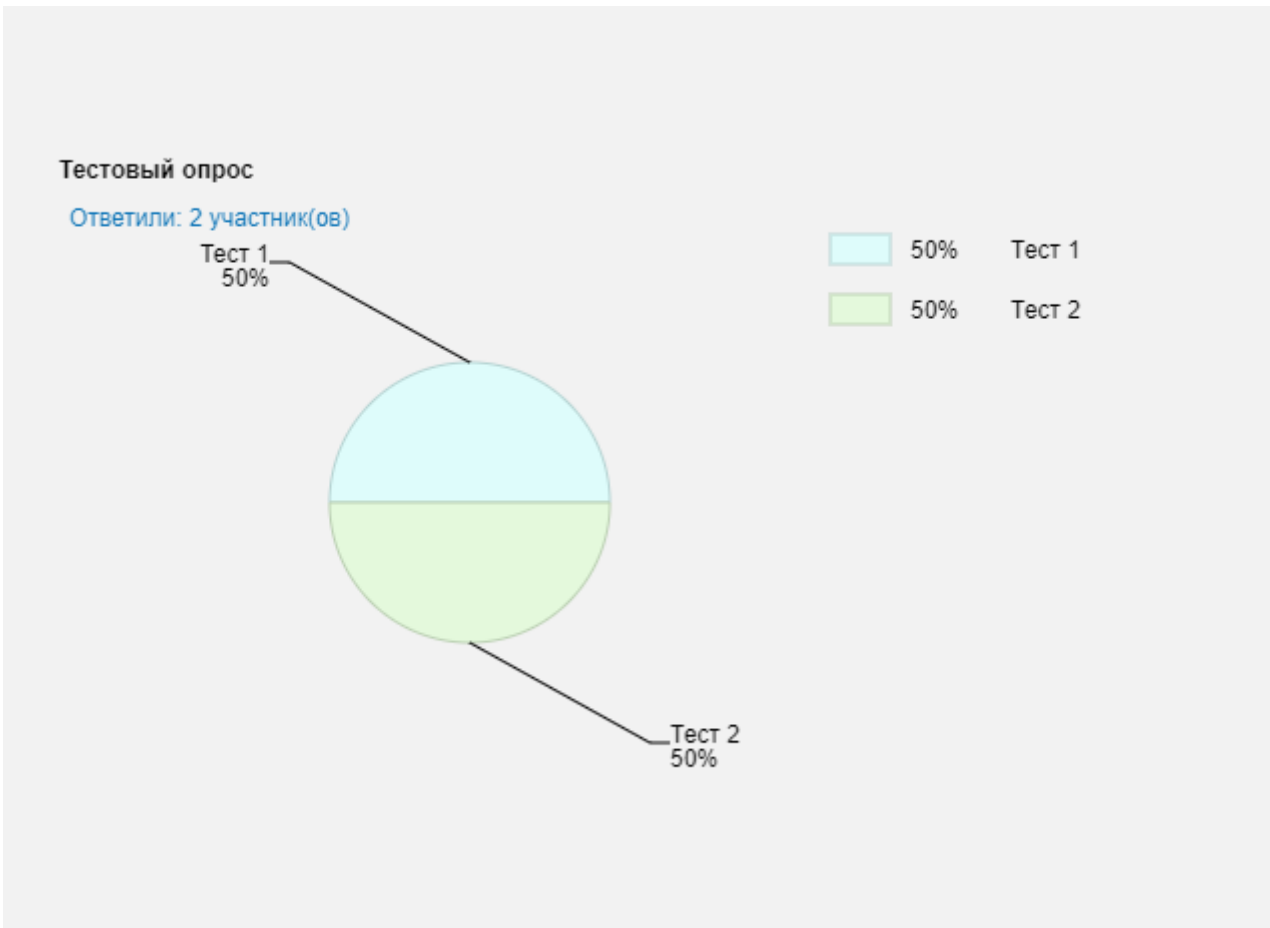 Тестовый опрос
Ответили: 2 участник(ов)
Тест 1
50%
50% Тест 1
50% Тест 2
Тест 2
50%